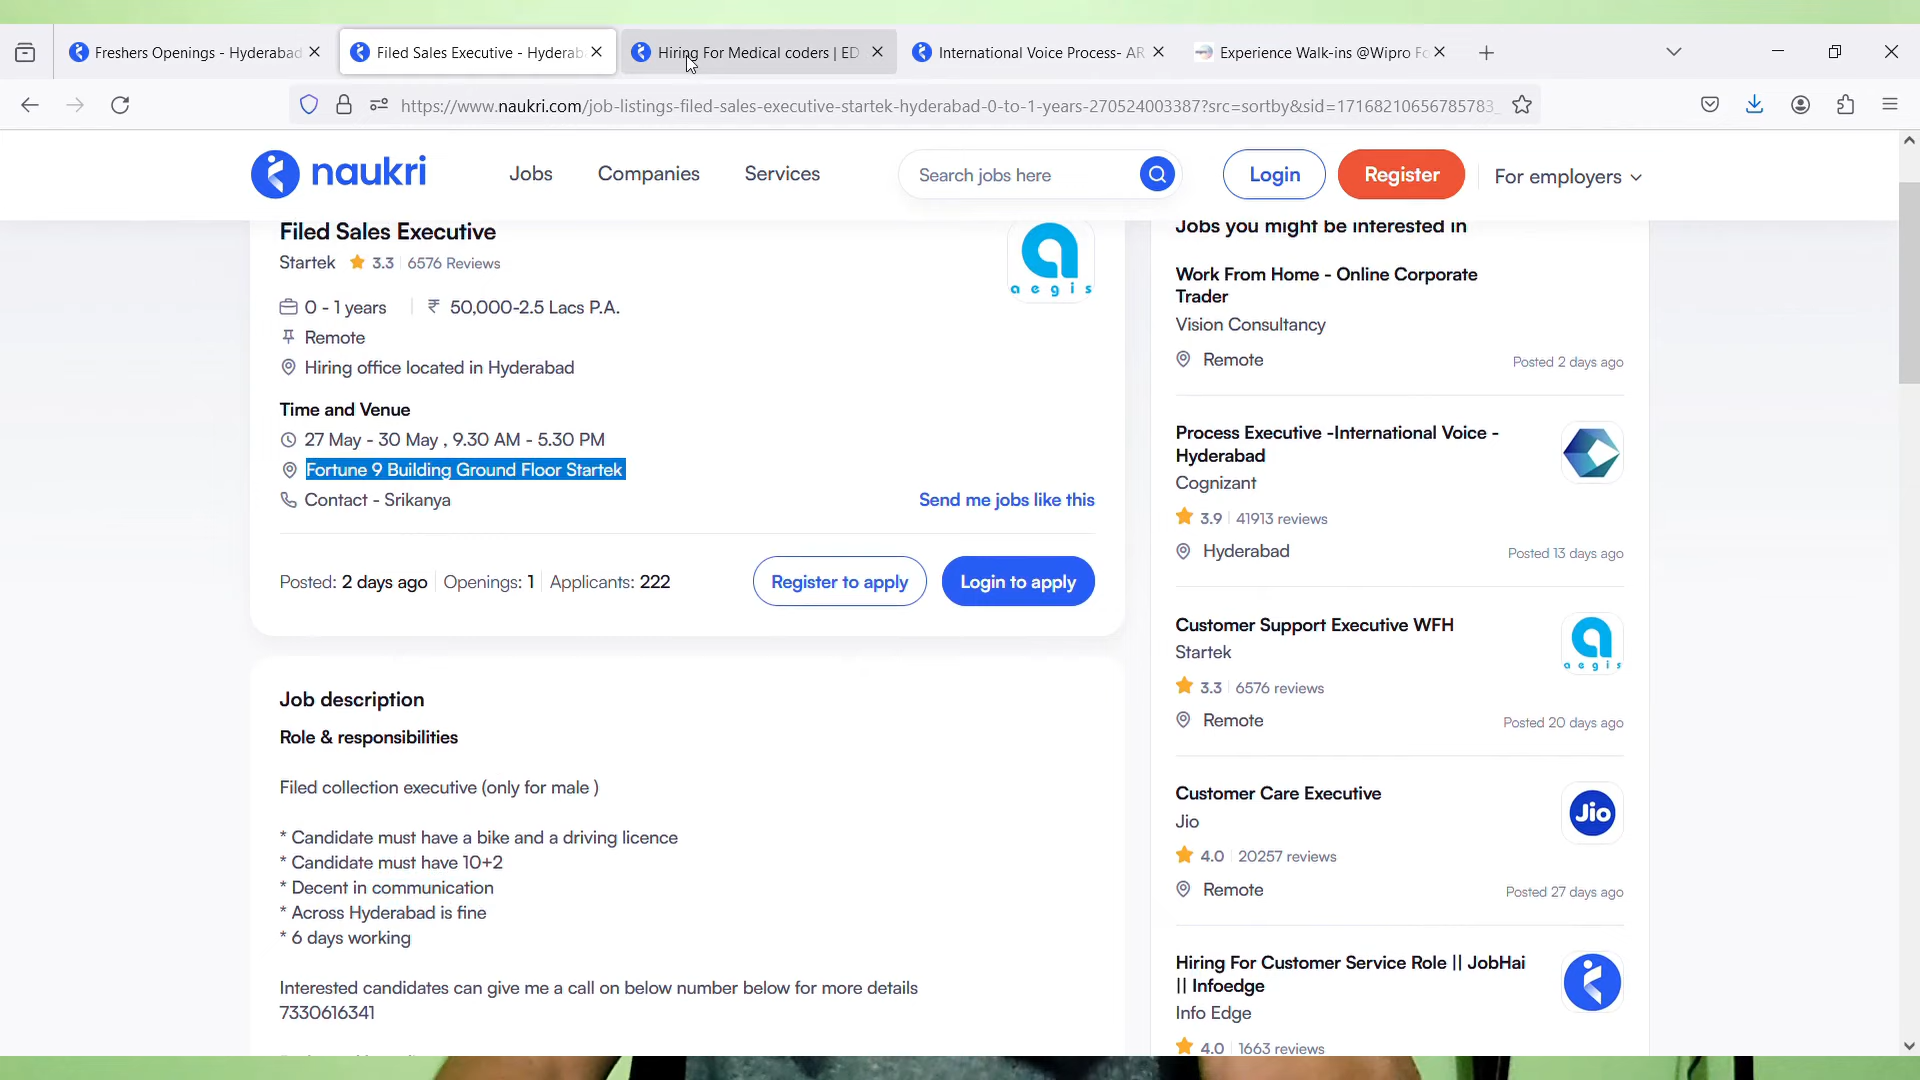 Freshers Openings - Hyderabad
Filed Sales Executive - Hyderab
Hiring For Medical coders | ED
International Voice Process- AR
Experience Walk-ins @Wipro Fo
https://www.naukri.com/job-listings-filed-sales-executive-startek-hyderabad-0-to-1-years-270524003387?src=sortby&sid=17168210656785783_
naukri
Jobs
Companies
Services
Search jobs here
Login
Register
For employers
Filed Sales Executive
Startek 3.3 6576 Reviews
aegis
0 - 1 years ₹ 50,000-2.5 Lacs P.A.
Remote
Hiring office located in Hyderabad
Time and Venue
27 May - 30 May , 9.30 AM - 5.30 PM
Fortune 9 Building Ground Floor Startek
Contact - Srikanya
Send me jobs like this
Posted: 2 days ago Openings: 1 Applicants: 222
Register to apply
Login to apply
Job description
Role & responsibilities
Filed collection executive (only for male )
* Candidate must have a bike and a driving licence
* Candidate must have 10+2
* Decent in communication
* Across Hyderabad is fine
* 6 days working
Interested candidates can give me a call on below number below for more details
7330616341
Jobs you might be interested in
Work From Home - Online Corporate
Trader
Vision Consultancy
Remote
Posted 2 days ago
Process Executive -International Voice -
Hyderabad
Cognizant
3.9 41913 reviews
Hyderabad
Posted 13 days ago
Customer Support Executive WFH
Startek
aegis
3.3 6576 reviews
Remote
Posted 20 days ago
Customer Care Executive
Jio
Jio
4.0 20257 reviews
Remote
Posted 27 days ago
Hiring For Customer Service Role || JobHai
|| Infoedge
Info Edge
4.0 1663 reviews